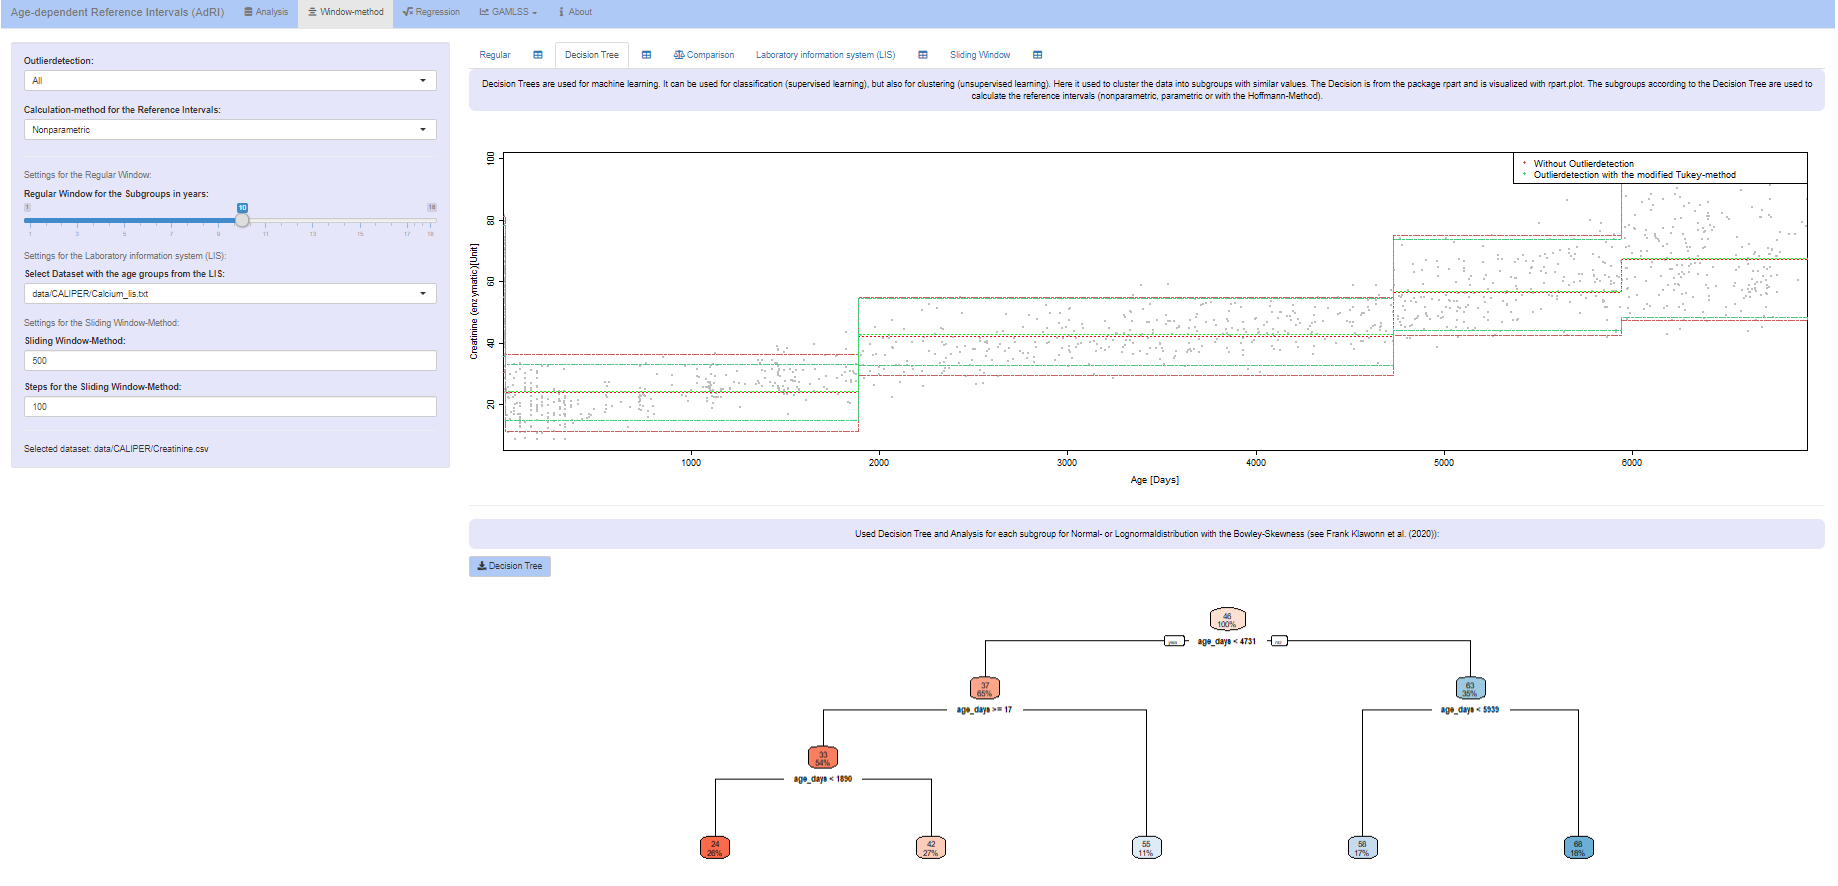 Age-dependent Reference Intervals (AdRI) Analysis Window-method Regression GAMLSS About
Outlierdetection:
All
Calculation-method for the Reference Intervals:
Nonparametric
Settings for the Regular Window:
Regular Window for the Subgroups in years:
1 10 18
1 3 5 7 9 11 13 15 17 18
Settings for the Laboratory information system (LIS):
Select Dataset with the age groups from the LIS:
data/CALIPER/Calcium_lis.txt
Settings for the Sliding Window-Method:
Sliding Window-Method:
500
Steps for the Sliding Window-Method:
100
Selected dataset: data/CALIPER/Creatinine.csv
Regular Decision Tree Comparison Laboratory information system (LIS) Sliding Window
Decision Trees are used for machine learning. It can be used for classification (supervised learning), but also for clustering (unsupervised learning). Here it used to cluster the data into subgroups with similar values. The Decision is from the package rpart and is visualized with rpart.plot. The subgroups according to the Decision Tree are used to
calculate the reference intervals (nonparametric, parametric or with the Hoffmann-Method).
Without Outlierdetection
Outlierdetection with the modified Tukey-method
Creatinine (enzymatic)[Unit]
100
80
60
40
20
1000 2000 3000 4000 5000 6000
Age [Days]
Used Decision Tree and Analysis for each subgroup for Normal- or Lognormaldistribution with the Bowley-Skewness (see Frank Klawonn et al. (2020)):
Decision Tree
46
100%
yes age_days < 4731 no
37
65%
63
35%
age_days >= 17
age_days < 5939
33
54%
age_days < 1890
24
26%
42
27%
55
11%
58
17%
68
18%